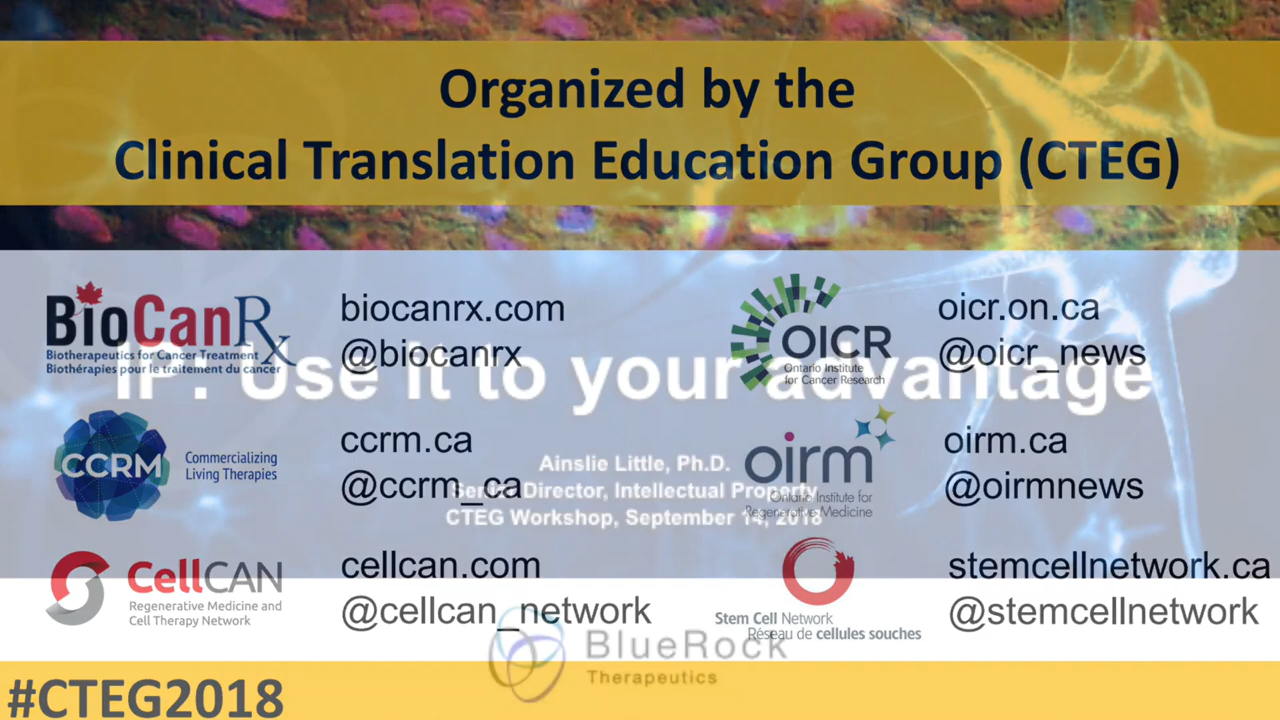 Organized by the
Clinical Translation Education Group (CTEG)
BioCanRx
Biotherapeutics for Cancer Treatment
Biothérapies pour le traitement du cancer
biocanrx.com
@biocanrx
OICR
Ontario Institute
for Cancer Research
oicr.on.ca
@oicr_news
IP: Use it to your advantage
CCRM
Commercializing
Living Therapies
ccrm.ca
@ccrm_ca
oirm
Ontario Institute for
Regenerative Medicine
oirm.ca
@oirmnews
Ainslie Little, Ph.D.
Senior Director, Intellectual Property
CTEG Workshop, September 14, 2018
CellCAN
Regenerative Medicine and
Cell Therapy Network
cellcan.com
@cellcan_network
Stem Cell Network
Réseau de cellules souches
stemcellnetwork.ca
@stemcellnetwork
BlueRock
Therapeutics
#CTEG2018